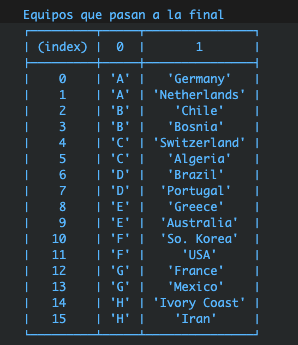 Equipos que pasan a la final
(index) 0 1
0 'A' 'Germany'
1 'A' 'Netherlands'
2 'B' 'Chile'
3 'B' 'Bosnia'
4 'C' 'Switzerland'
5 'C' 'Algeria'
6 'D' 'Brazil'
7 'D' 'Portugal'
8 'E' 'Greece'
9 'E' 'Australia'
10 'F' 'So. Korea'
11 'F' 'USA'
12 'G' 'France'
13 'G' 'Mexico'
14 'H' 'Ivory Coast'
15 'H' 'Iran'